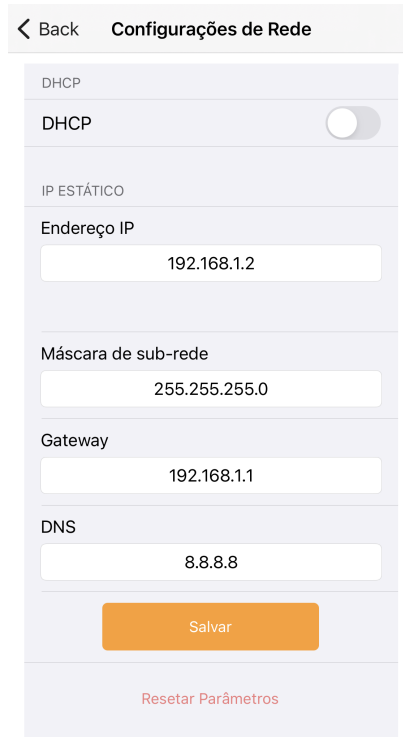 Back Configurações de Rede
DHCP
DHCP
IP ESTÁTICO
Endereço IP
192.168.1.2
Máscara de sub-rede
255.255.255.0
Gateway
192.168.1.1
DNS
8.8.8.8
Salvar
Resetar Parâmetros